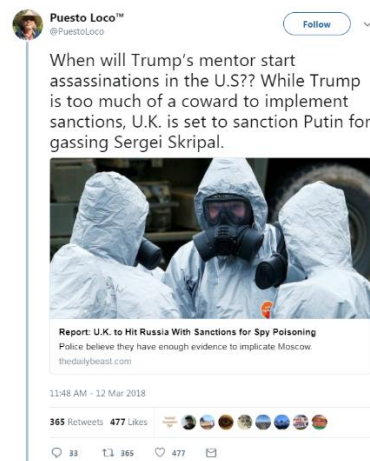 Puesto Loco™
@PuestoLoco
Follow
When will Trump's mentor start
assassinations in the U.S?? While Trump
is too much of a coward to implement
sanctions, U.K. is set to sanction Putin for
gassing Sergei Skripal.
Report: U.K. to Hit Russia With Sanctions for Spy Poisoning
Police believe they have enough evidence to implicate Moscow.
thedailybeast.com
11:48 AM - 12 Mar 2018
365 Retweets 477 Likes
33 365 477